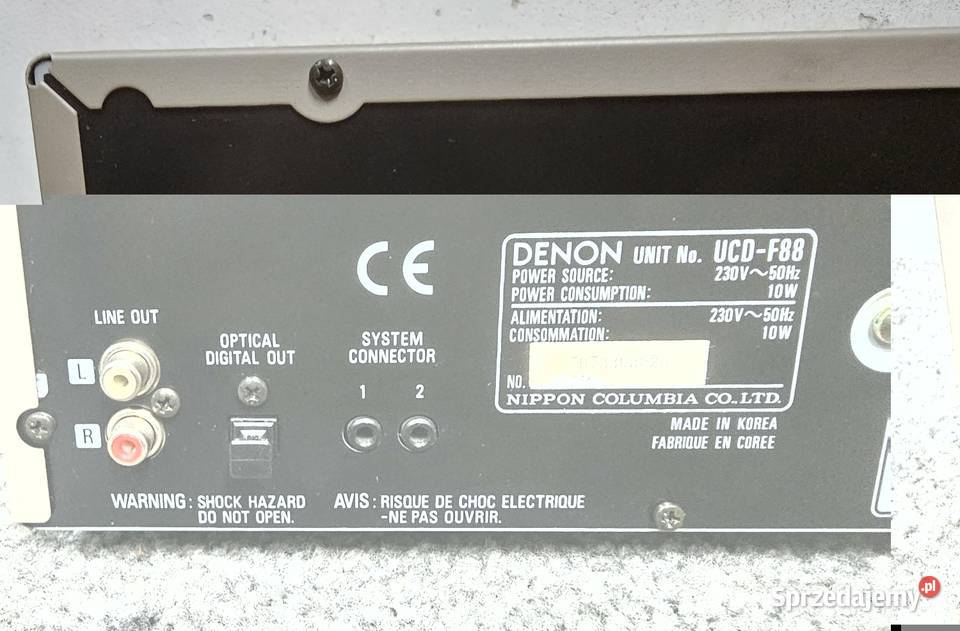 DENON UNIT No. UCD-F88
POWER SOURCE: 230V~50Hz
POWER CONSUMPTION: 10W
ALIMENTATION: 230V~50Hz
CONSOMMATION: 10W
NO.
NIPPON COLUMBIA CO.,LTD.
MADE IN KOREA
FABRIQUE EN COREE
CE
LINE OUT
L
R
OPTICAL
DIGITAL OUT
SYSTEM
CONNECTOR
1 2
WARNING: SHOCK HAZARD
DO NOT OPEN.
AVIS: RISQUE DE CHOC ELECTRIQUE
-NE PAS OUVRIR.
Sprzedajemy.pl